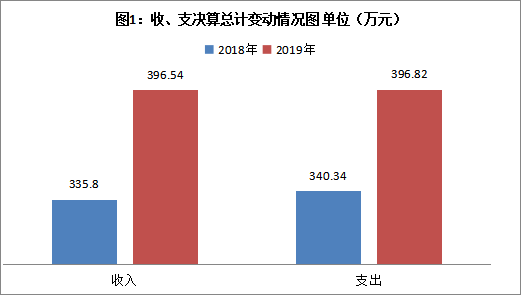 图1：收、支决算总计变动情况图 单位（万元）
2018年 2019年
396.54 396.82
335.8 340.34
收入 支出